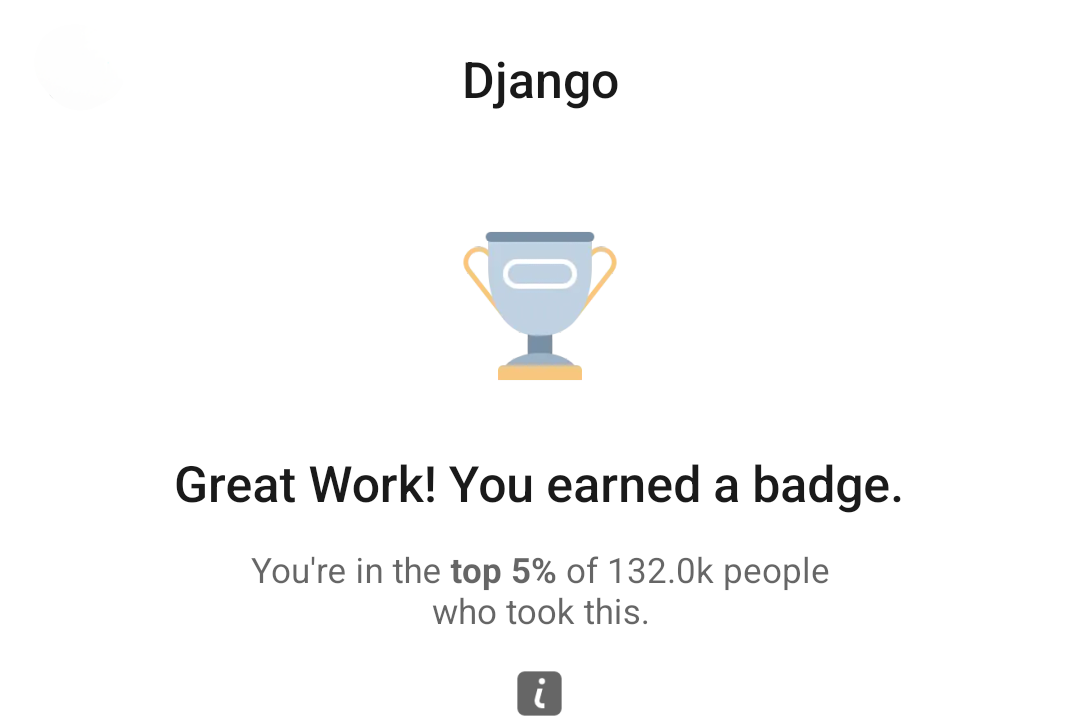 Django
Great Work! You earned a badge.
You're in the top 5% of 132.0k people
who took this.
i